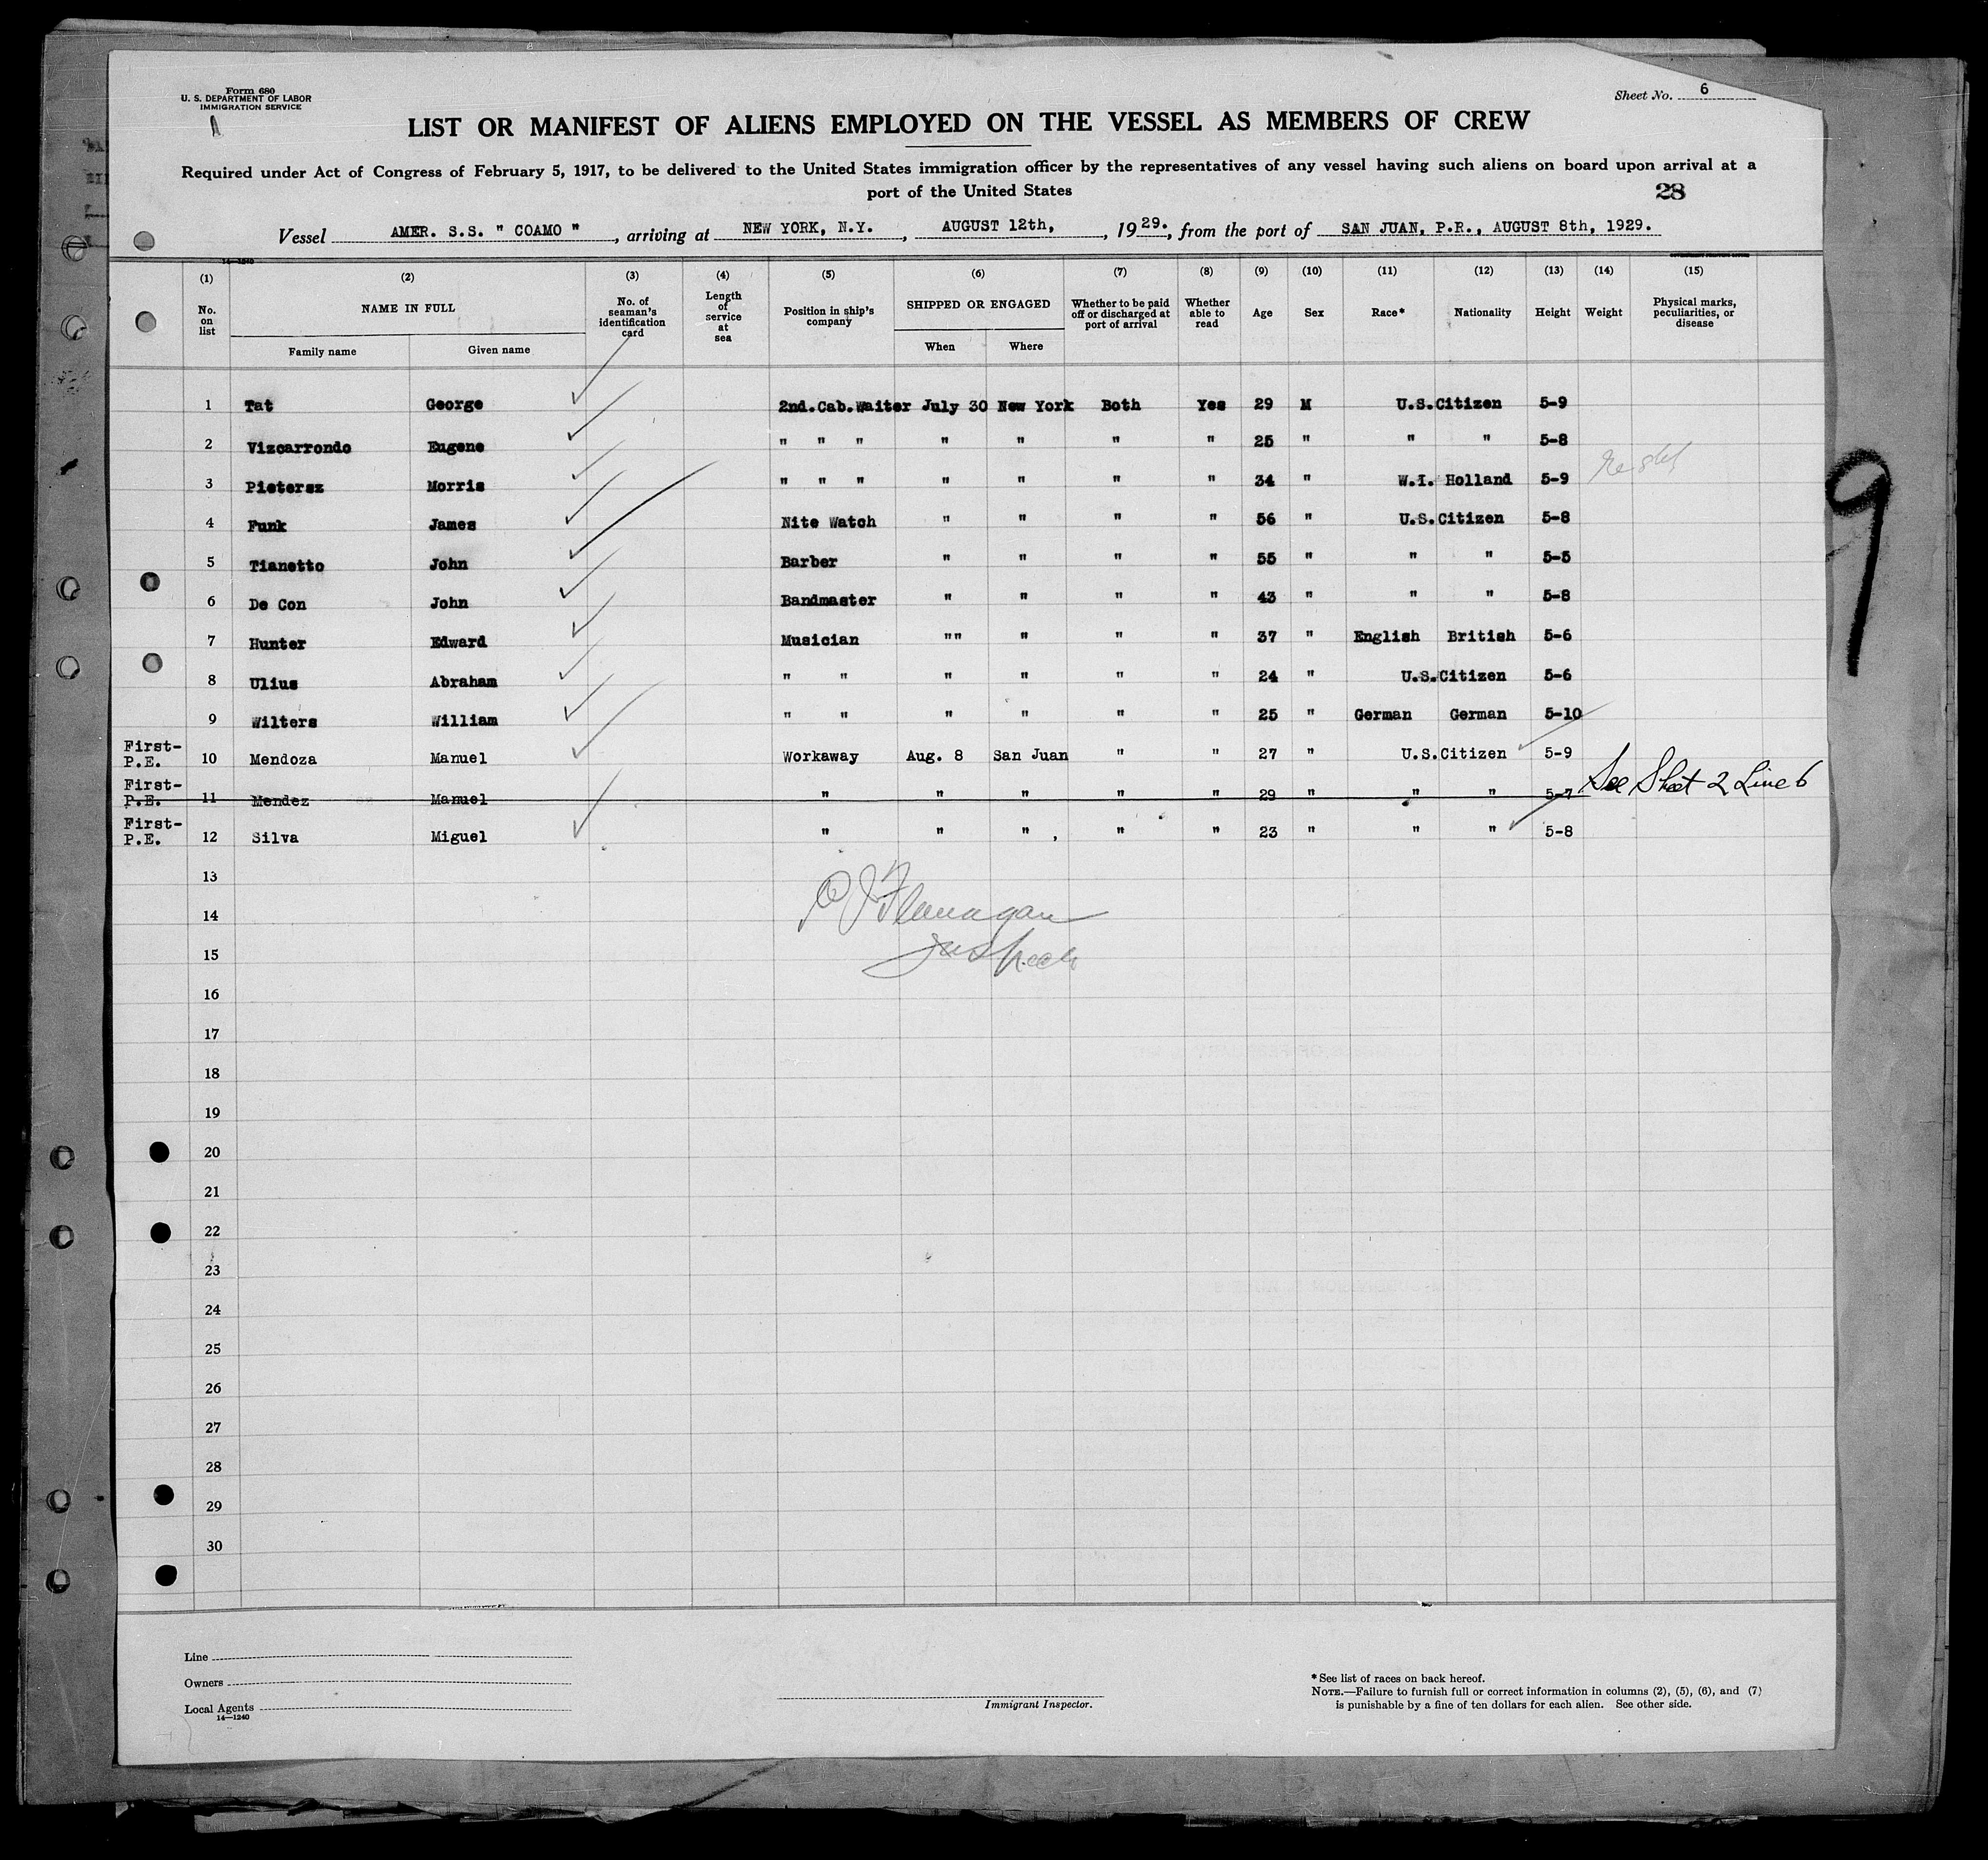 Form 680
U. S. DEPARTMENT OF LABOR
IMMIGRATION SERVICE
Sheet No. 6
LIST OR MANIFEST OF ALIENS EMPLOYED ON THE VESSEL AS MEMBERS OF CREW
Required under Act of Congress of February 5, 1917, to be delivered to the United States immigration officer by the representatives of any vessel having such aliens on board upon arrival at a
port of the United States
28
Vessel AMER. S.S. " COAMO ", arriving at NEW YORK, N.Y., AUGUST 12th, , 1929., from the port of SAN JUAN, P.R., AUGUST 8th, 1929.
14—1240
(1) (2) (3) (4) (5) (6) (7) (8) (9) (10) (11) (12) (13) (14) (15)
No. on list NAME IN FULL No. of seaman's identification card Length of service at sea Position in ship's company SHIPPED OR ENGAGED Whether to be paid off or discharged at port of arrival Whether able to read Age Sex Race* Nationality Height Weight Physical marks, peculiarities, or disease
Family name Given name When Where
1 Tat George 2nd.Cab.Waiter July 30 New York Both Yes 29 M U.S.Citizen 5-9
2 Vizcarrondo Eugene " " " " " " " 25 " " " 5-8
3 Pietersz Morris " " " " " " " 34 " W.I. Holland 5-9
4 Funk James Nite Watch " " " " 56 " U.S.Citizen 5-8
5 Tianetto John Barber " " " " 55 " " " 5-5
6 De Con John Bandmaster " " " " 43 " " " 5-8
7 Hunter Edward Musician "" " " " 37 " English British 5-6
8 Ulius Abraham " " " " " " 24 " U.S.Citizen 5-6
9 Wilters William " " " " " " 25 " German German 5-10
First-P.E. 10 Mendoza Manuel Workaway Aug. 8 San Juan " " 27 " U.S.Citizen 5-9
First-P.E. 11 Mendez Manuel " " " " " 29 " " " 5-7 See Sheet 2 Line 6
First-P.E. 12 Silva Miguel " " " , " " 23 " " " 5-8
13
14
15
16
17
18
19
20
21
22
23
24
25
26
27
28
29
30
Flanagan
9
Line
Owners
Local Agents
14—1240
Immigrant Inspector.
* See list of races on back hereof.
NOTE.—Failure to furnish full or correct information in columns (2), (5), (6), and (7)
is punishable by a fine of ten dollars for each alien. See other side.